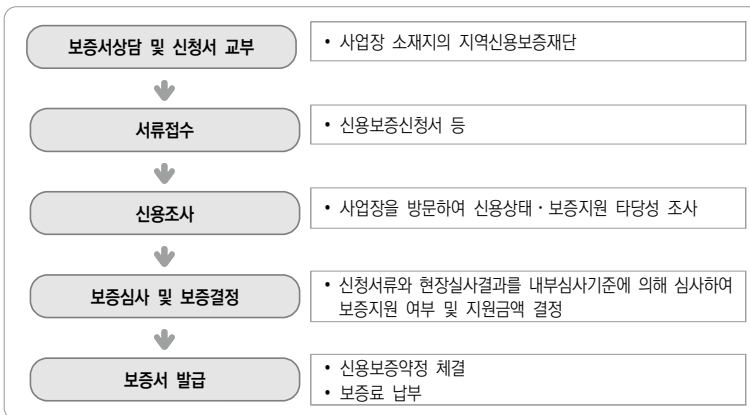 보증서상담 및 신청서 교부
• 사업장 소재지의 지역신용보증재단
서류접수
• 신용보증신청서 등
신용조사
• 사업장을 방문하여 신용상태 · 보증지원 타당성 조사
보증심사 및 보증결정
• 신청서류와 현장실사결과를 내부심사기준에 의해 심사하여
보증지원 여부 및 지원금액 결정
보증서 발급
• 신용보증약정 체결
• 보증료 납부